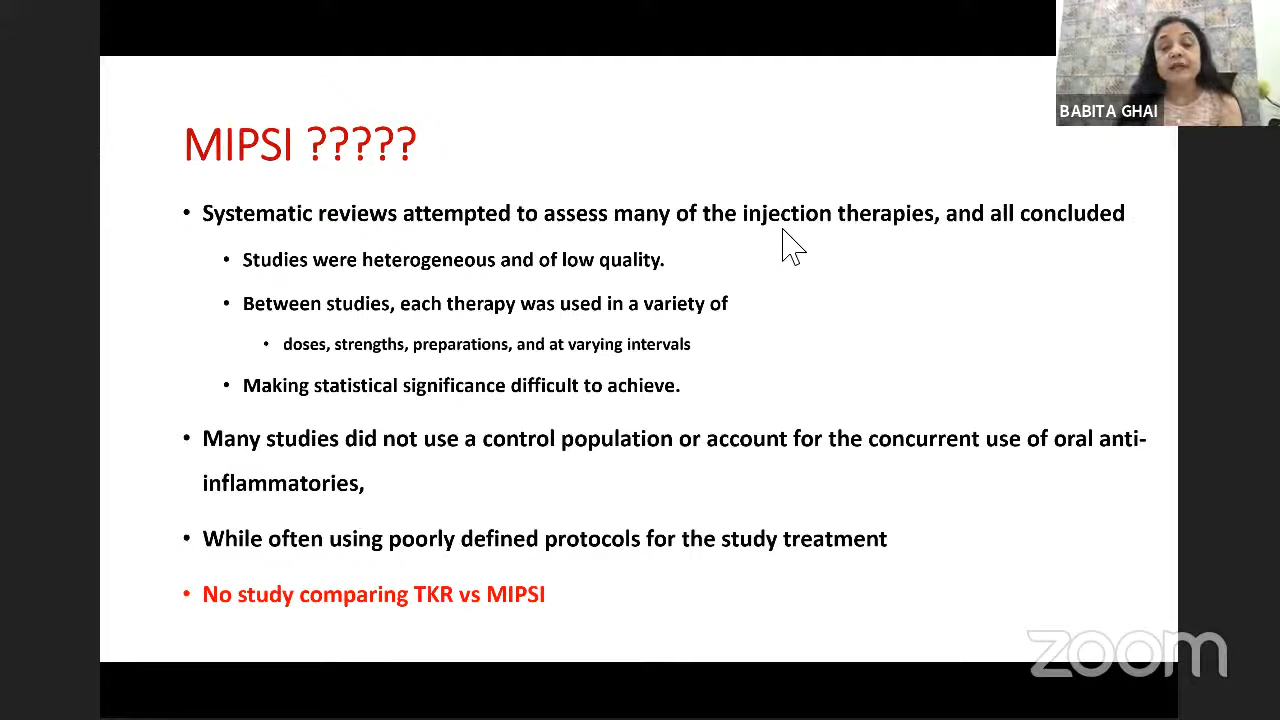 BABITA GHAI
MIPSI ?????
• Systematic reviews attempted to assess many of the injection therapies, and all concluded
• Studies were heterogeneous and of low quality.
• Between studies, each therapy was used in a variety of
• doses, strengths, preparations, and at varying intervals
• Making statistical significance difficult to achieve.
• Many studies did not use a control population or account for the concurrent use of oral anti-
inflammatories,
• While often using poorly defined protocols for the study treatment
• No study comparing TKR vs MIPSI
zoom